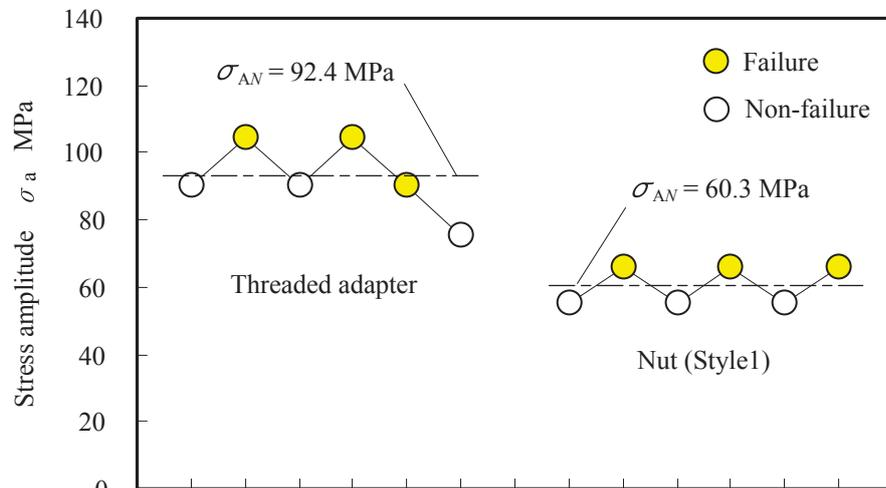 140
120
100
80
60
40
20
0
Stress amplitude σa MPa
σAN = 92.4 MPa
Failure
Non-failure
σAN = 60.3 MPa
Threaded adapter
Nut (Style1)